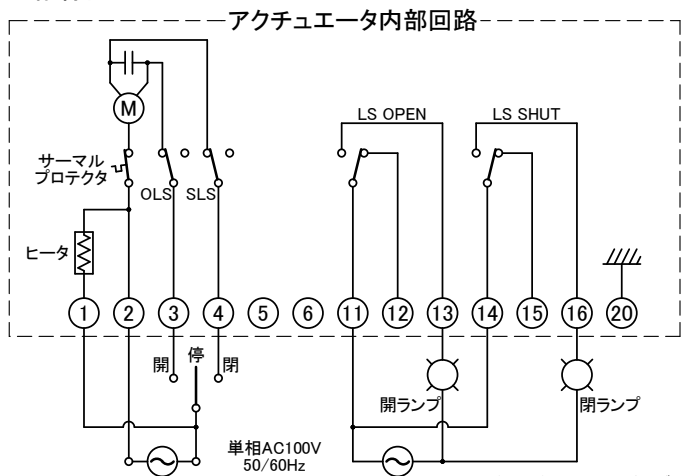 アクチュエータ内部回路
M
LS OPEN
LS SHUT
サーマル
プロテクタ
OLS
SLS
ヒータ
1
2
3
4
5
6
11
12
13
14
15
16
20
開
停
閉
開ランプ
閉ランプ
単相AC100V
50/60Hz